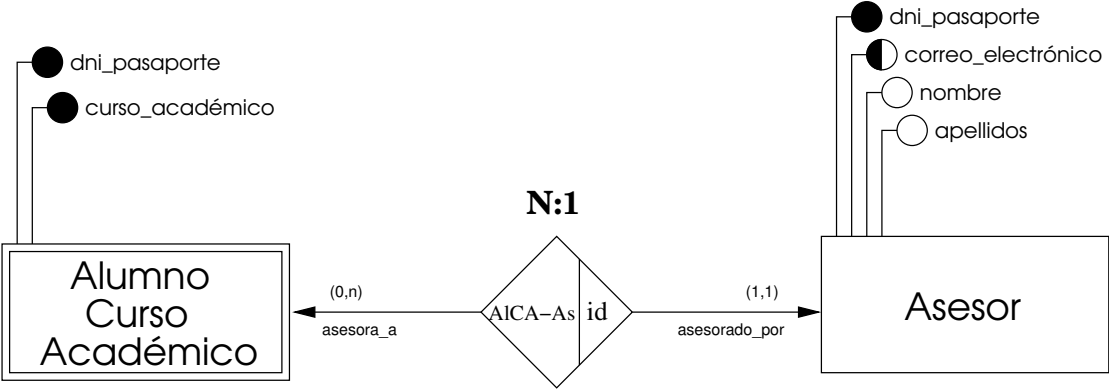 dni_pasaporte
curso_académico
dni_pasaporte
correo_electrónico
nombre
apellidos
N:1
Alumno
Curso
Académico
(0,n)
asesora_a
AlCA–As
id
(1,1)
asesorado_por
Asesor